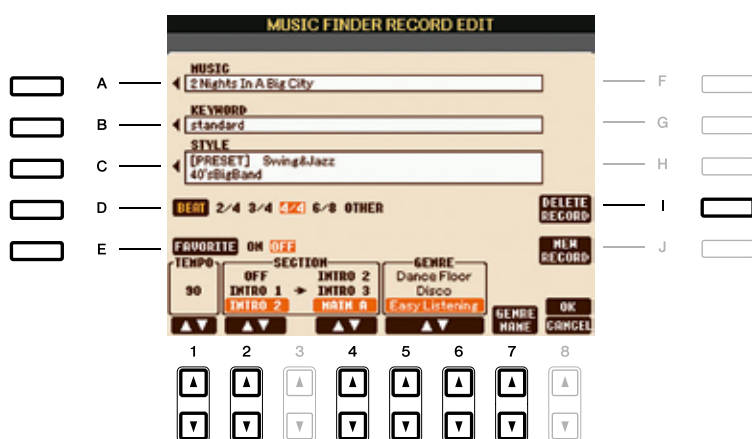 MUSIC FINDER RECORD EDIT
MUSIC
A 2 Nights In A Big City F
KEYWORD
B standard G
STYLE
C [PRESET] Swing&Jazz H
40'sBigBand
D BEAT 2/4 3/4 4/4 6/8 OTHER DELETE RECORD I
E FAVORITE ON OFF NEW RECORD J
TEMPO SECTION GENRE
OFF INTRO 2 Dance Floor
90 INTRO 1 INTRO 3 Disco
INTRO 2 MAIN A Easy Listening GENRE NAME OK
CANCEL
1 2 3 4 5 6 7 8